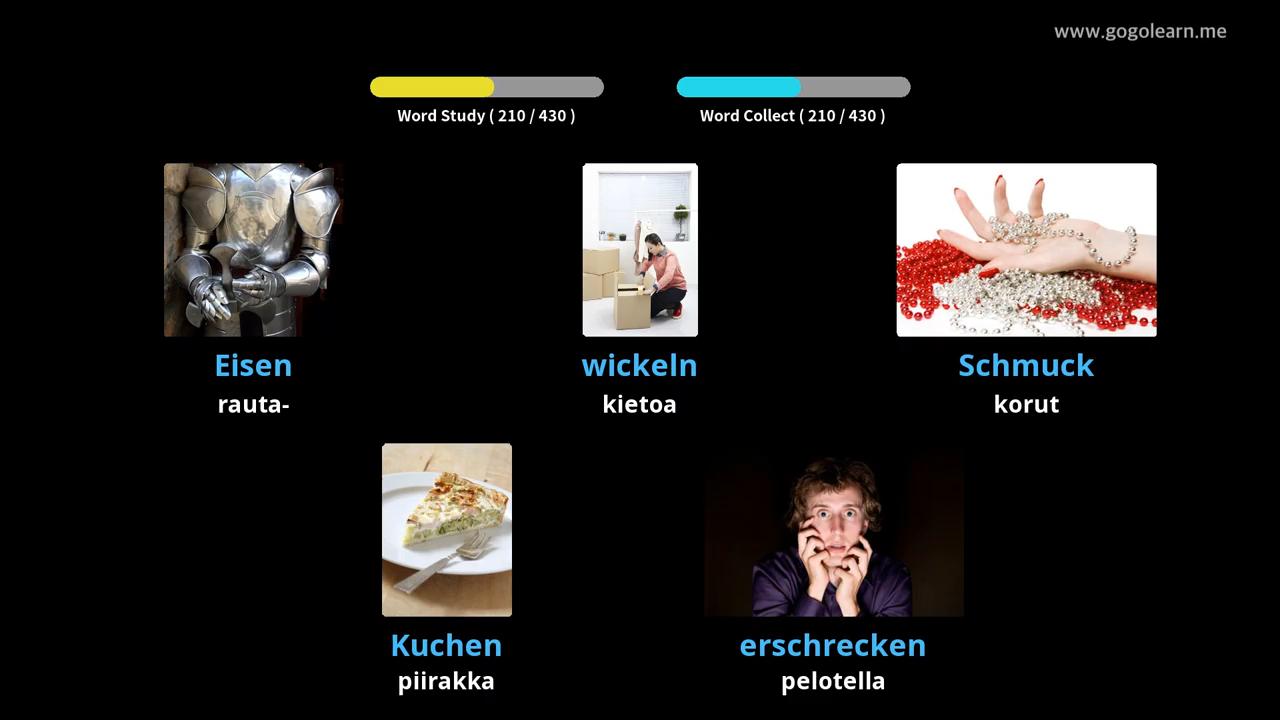 www.gogolearn.me
Word Study ( 210 / 430 )
Word Collect ( 210 / 430 )
Eisen
rauta-
wickeln
kietoa
Schmuck
korut
Kuchen
piirakka
erschrecken
pelotella